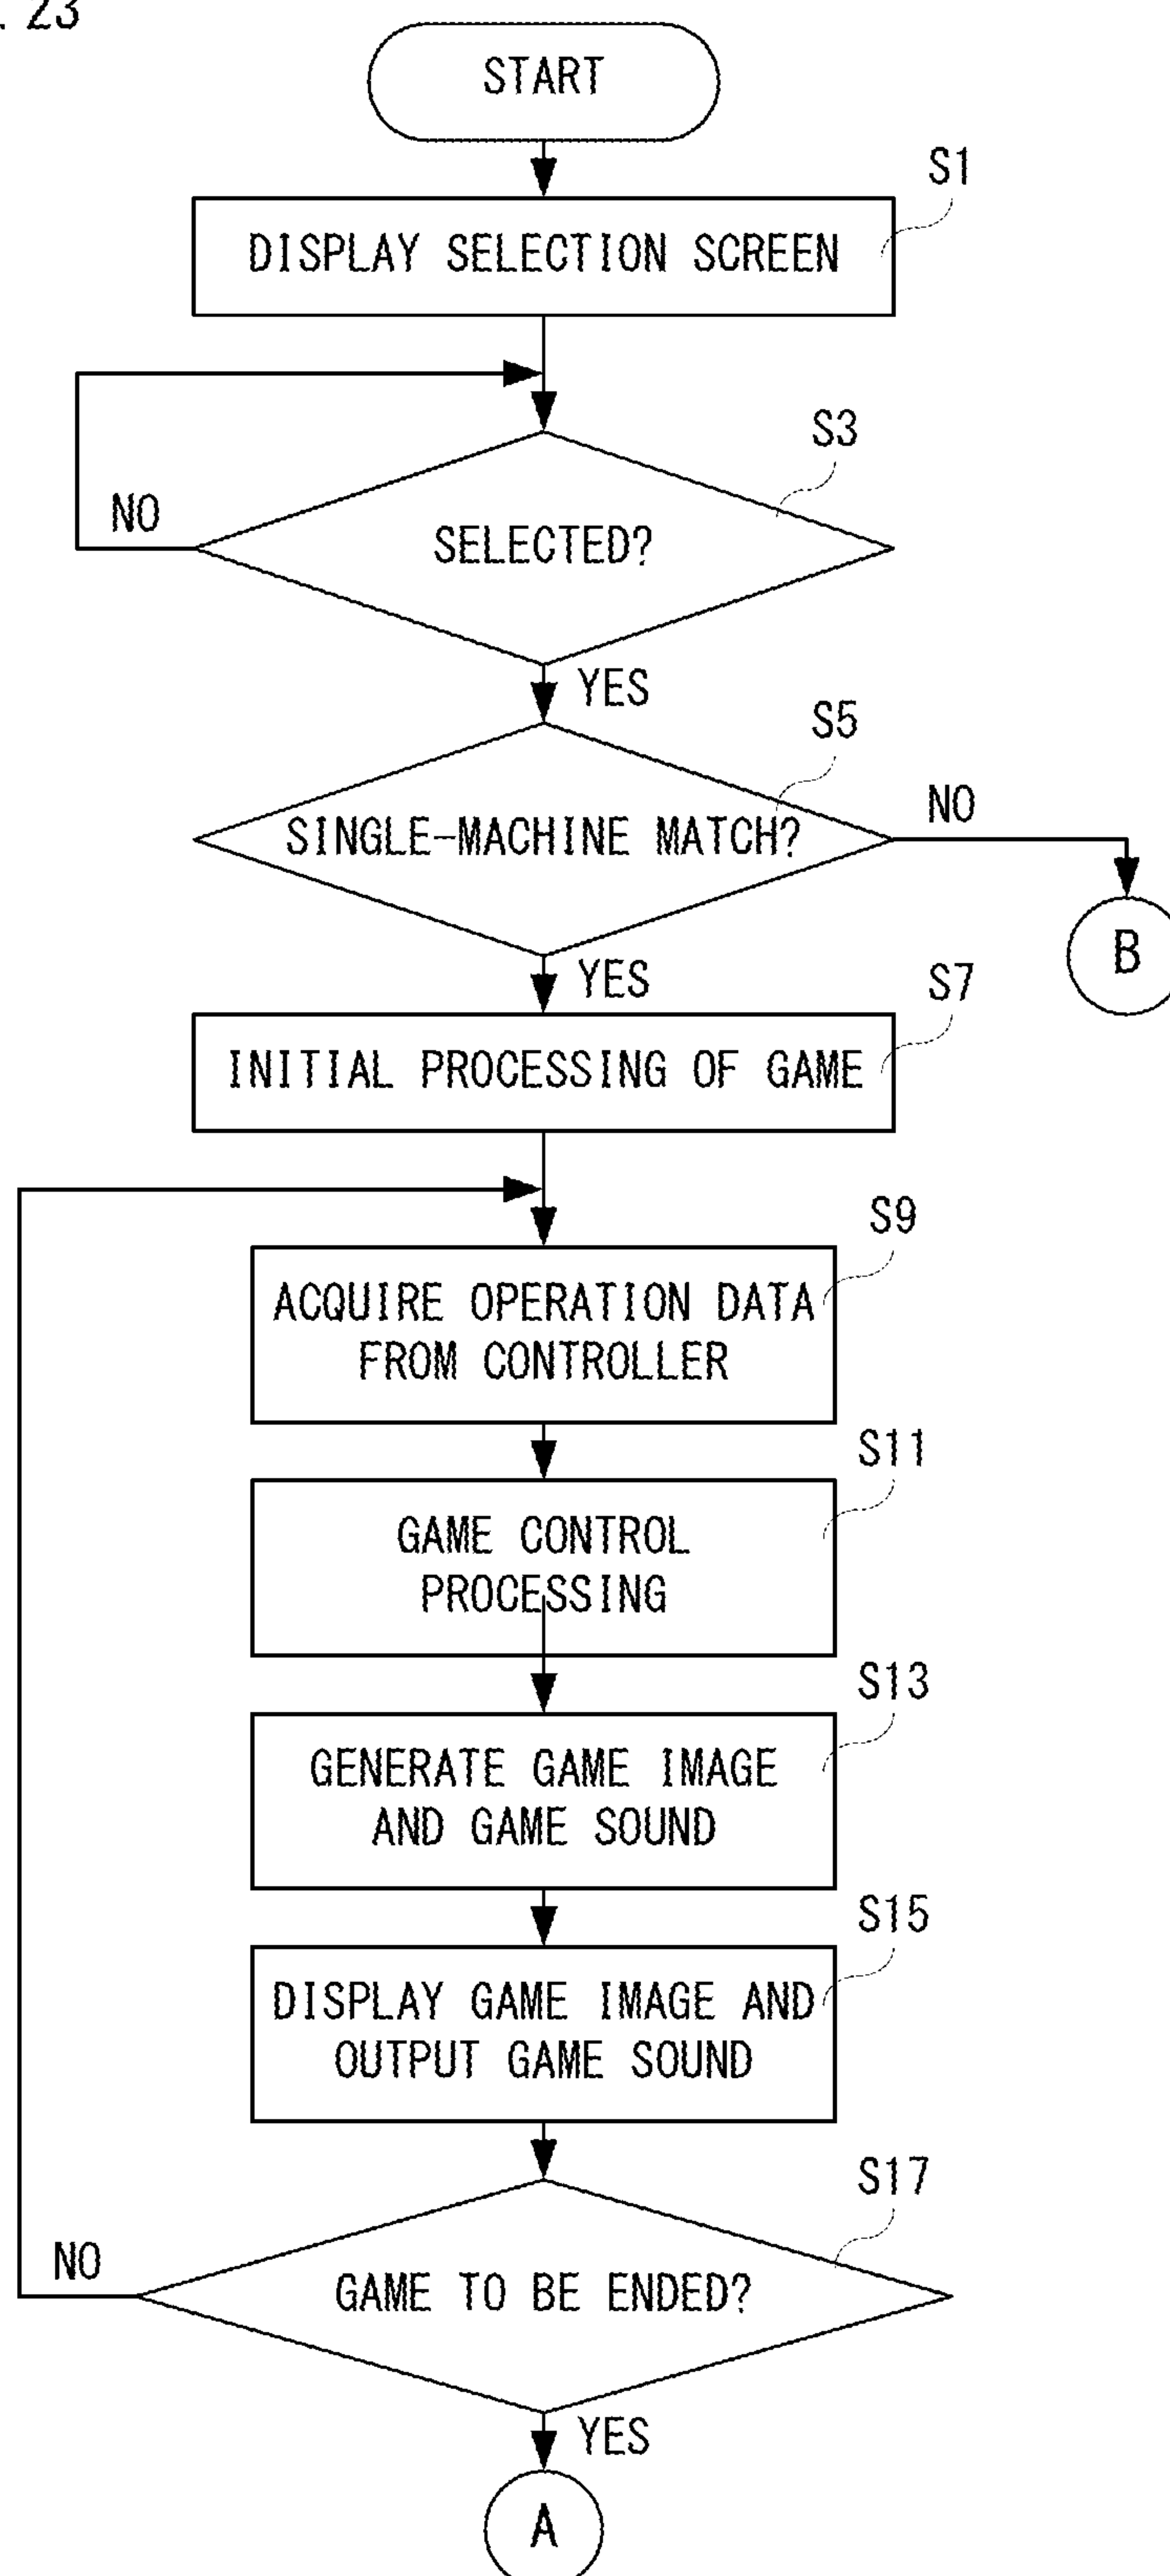 23
START
S1
DISPLAY SELECTION SCREEN
S3
NO
SELECTED?
YES
S5
NO
SINGLE-MACHINE MATCH?
B
YES
S7
INITIAL PROCESSING OF GAME
S9
ACQUIRE OPERATION DATA
FROM CONTROLLER
S11
GAME CONTROL
PROCESSING
S13
GENERATE GAME IMAGE
AND GAME SOUND
S15
DISPLAY GAME IMAGE AND
OUTPUT GAME SOUND
S17
NO
GAME TO BE ENDED?
YES
A